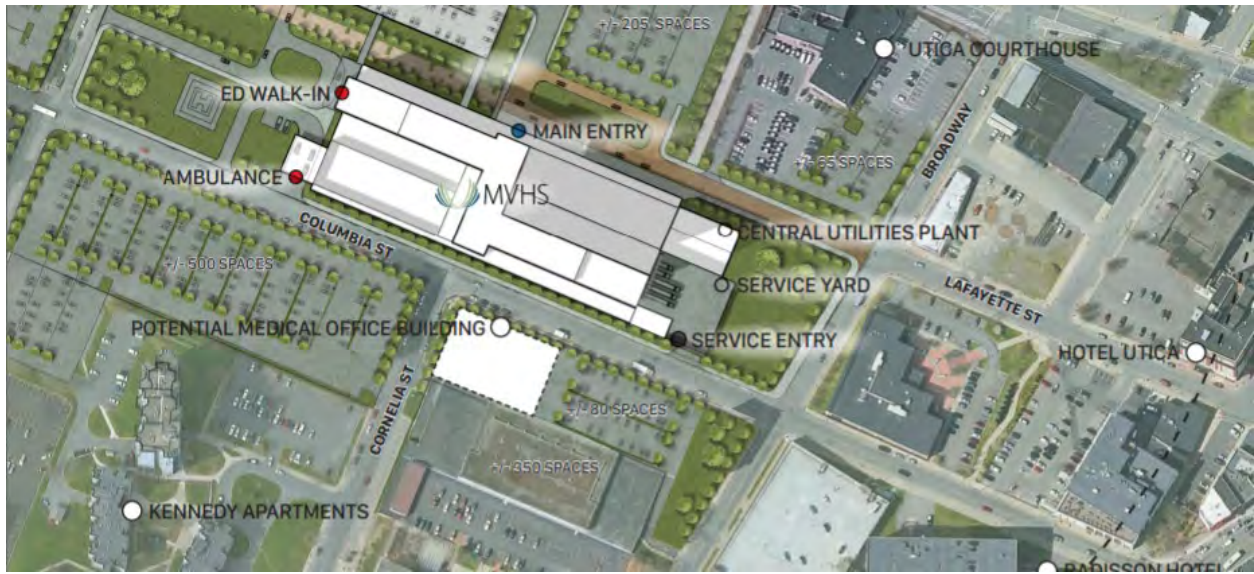 +/- 205 SPACES
UTICA COURTHOUSE
ED WALK-IN
MAIN ENTRY
+/- 65 SPACES
BROADWAY
AMBULANCE
MVHS
COLUMBIA ST
CENTRAL UTILITIES PLANT
+/- 500 SPACES
SERVICE YARD
LAFAYETTE ST
POTENTIAL MEDICAL OFFICE BUILDING
SERVICE ENTRY
HOTEL UTICA
CORNELIA ST
+/- 80 SPACES
+/- 350 SPACES
KENNEDY APARTMENTS
RADISSON HOTEL